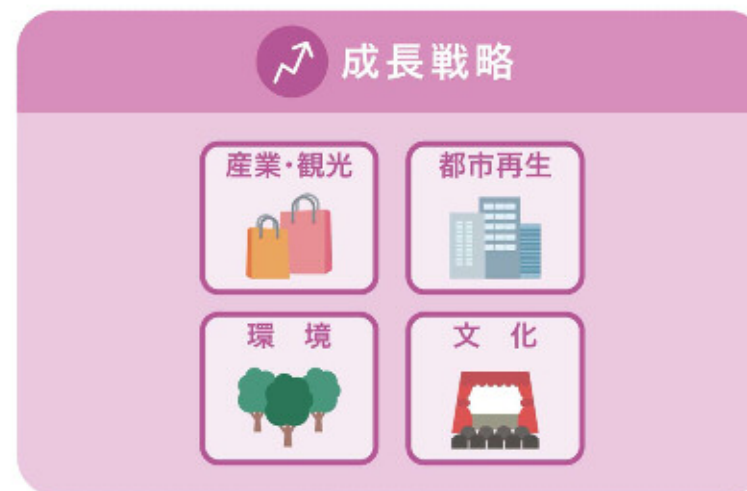 成長戦略
産業・観光
都市再生
環　境
文　化